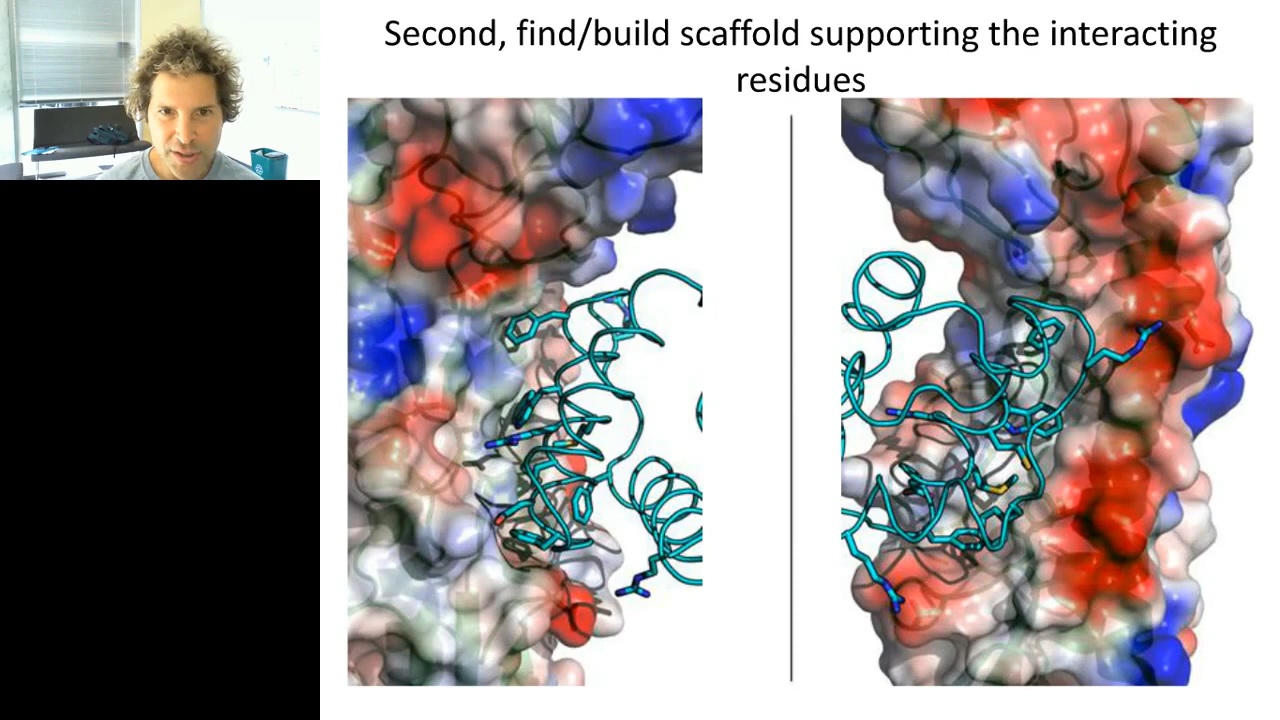 Second, find/build scaffold supporting the interacting
residues